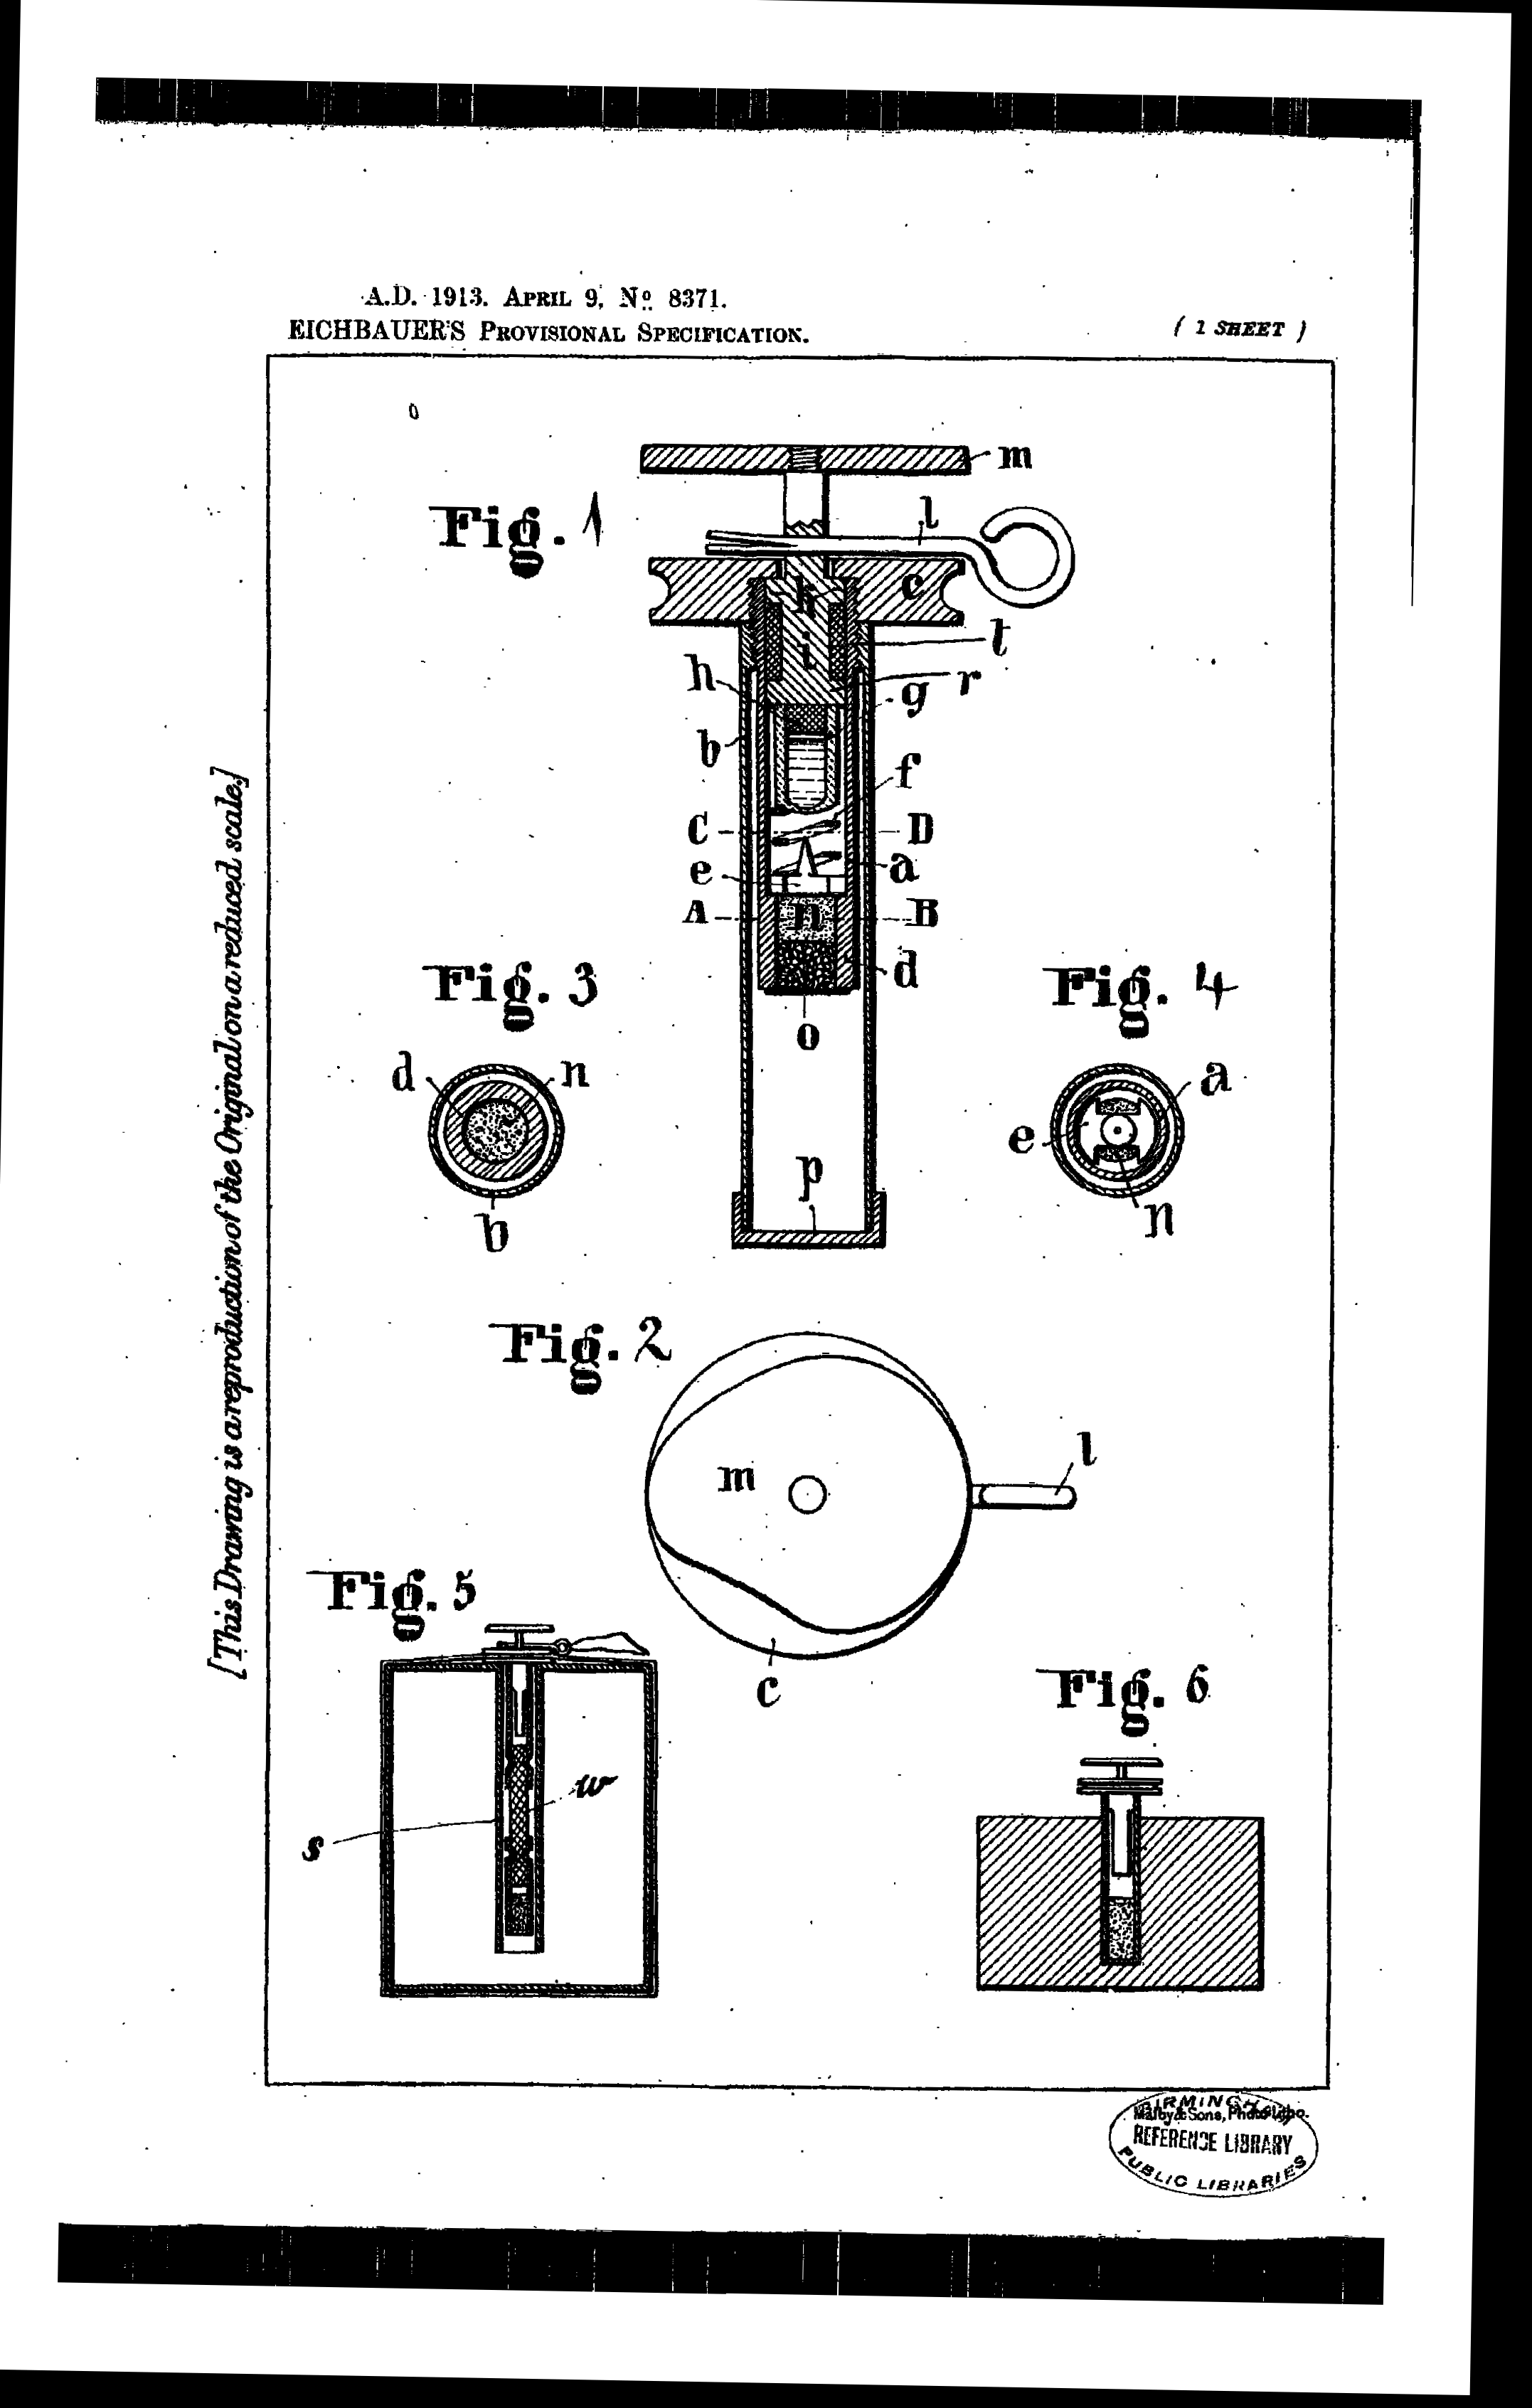 A.D. 1913. APRIL 9, No 8371.
EICHBAUER'S PROVISIONAL SPECIFICATION.
( 1 SHEET )
[This Drawing is a reproduction of the Original on a reduced scale.]
Fig. 1
m
l
c
k
i
t
h
r
g
b
f
C
D
e
a
A
n
B
d
o
p
Fig. 3
d
n
b
Fig. 4
a
e
n
Fig. 2
m
l
c
Fig. 5
w
s
Fig. 6
BIRMINGHAM
Malby & Sons, Photo-Litho.
REFERENCE LIBRARY
PUBLIC LIBRARIES